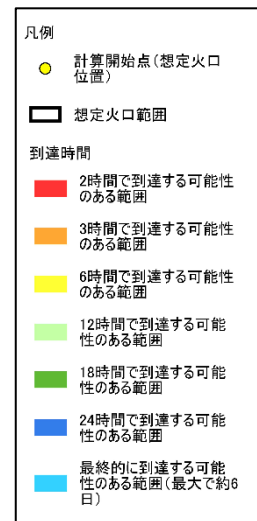 凡例
計算開始点(想定火口
位置)
想定火口範囲
到達時間
2時間で到達する可能性
のある範囲
3時間で到達する可能性
のある範囲
6時間で到達する可能性
のある範囲
12時間で到達する可能
性のある範囲
18時間で到達する可能
性のある範囲
24時間で到達する可能
性のある範囲
最終的に到達する可能
性のある範囲(最大で約6
日)